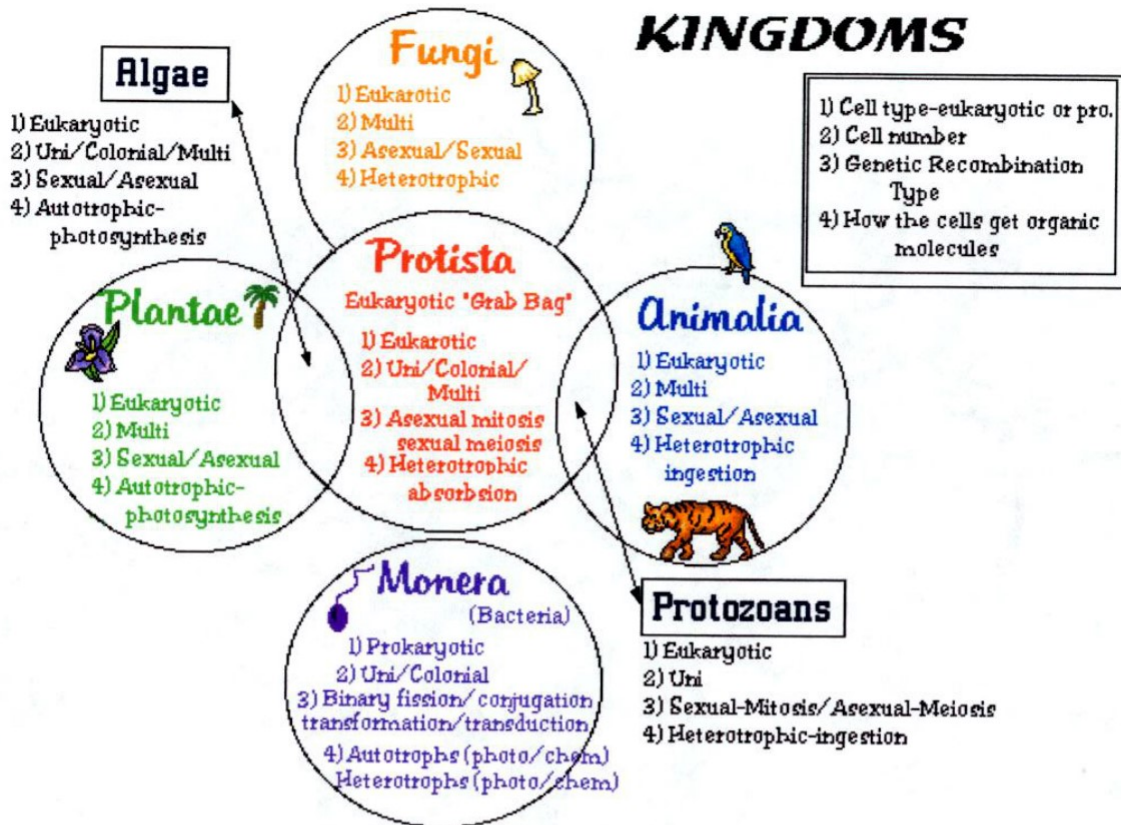 KINGDOMS
Algae
1) Eukaryotic
2) Uni/Colonial/Multi
3) Sexual/Asexual
4) Autotrophic-
photosynthesis
Fungi
1) Eukarotic
2) Multi
3) Asexual/Sexual
4) Heterotrophic
1) Cell type-eukaryotic or pro.
2) Cell number
3) Genetic Recombination
Type
4) How the cells get organic
molecules
Plantae
1) Eukaryotic
2) Multi
3) Sexual/Asexual
4) Autotrophic-
photosynthesis
Protista
Eukaryotic "Grab Bag"
1) Eukarotic
2) Uni/Colonial/
Multi
3) Asexual mitosis
sexual meiosis
4) Heterotrophic
absorbsion
Animalia
1) Eukaryotic
2) Multi
3) Sexual/Asexual
4) Heterotrophic
ingestion
Monera
(Bacteria)
1) Prokaryotic
2) Uni/Colonial
3) Binary fission/conjugation
transformation/transduction
4) Autotrophs (photo/chem)
Heterotrophs (photo/chem)
Protozoans
1) Eukaryotic
2) Uni
3) Sexual-Mitosis/Asexual-Meiosis
4) Heterotrophic-ingestion